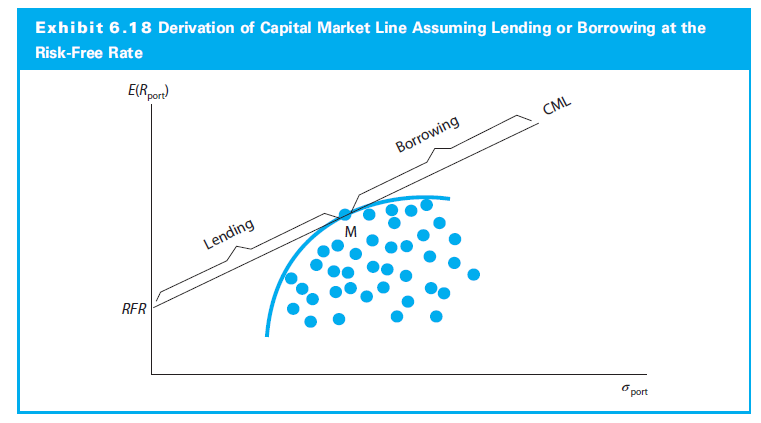 Exhibit 6.18 Derivation of Capital Market Line Assuming Lending or Borrowing at the
Risk-Free Rate
E(Rport)
CML
Borrowing
Lending
M
RFR
σport